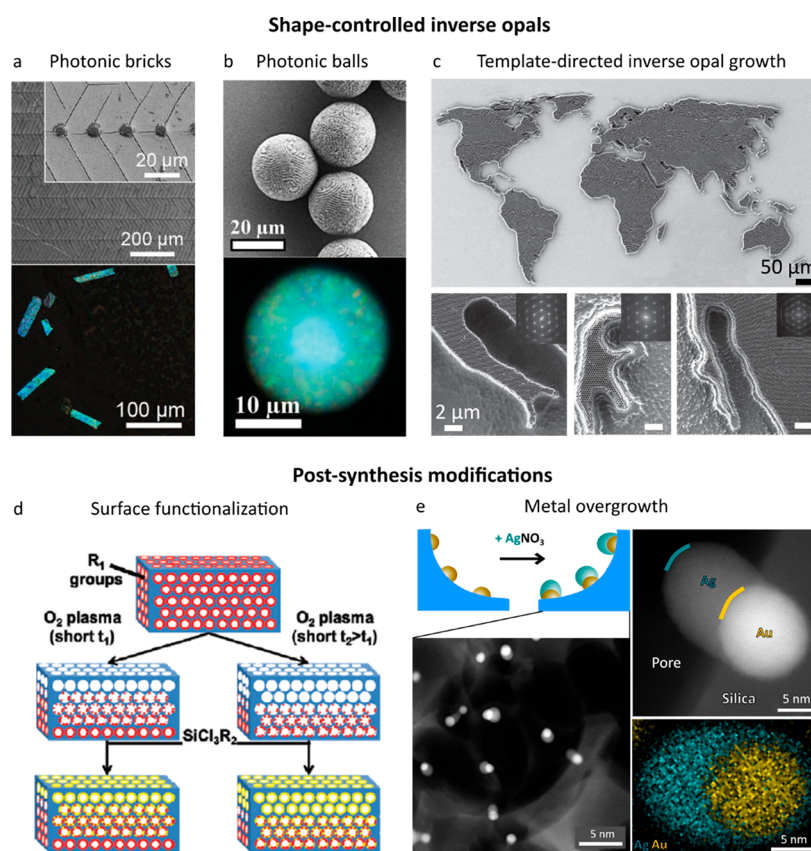 Shape-controlled inverse opals
a Photonic bricks
20 µm
200 µm
100 µm
b Photonic balls
20 µm
10 µm
c Template-directed inverse opal growth
50 µm
2 µm
Post-synthesis modifications
d Surface functionalization
R1
groups
O2 plasma
(short t1)
O2 plasma
(short t2>t1)
SiCl3R2
e Metal overgrowth
+ AgNO3
5 nm
Ag
Au
Pore
Silica
5 nm
Ag Au
5 nm